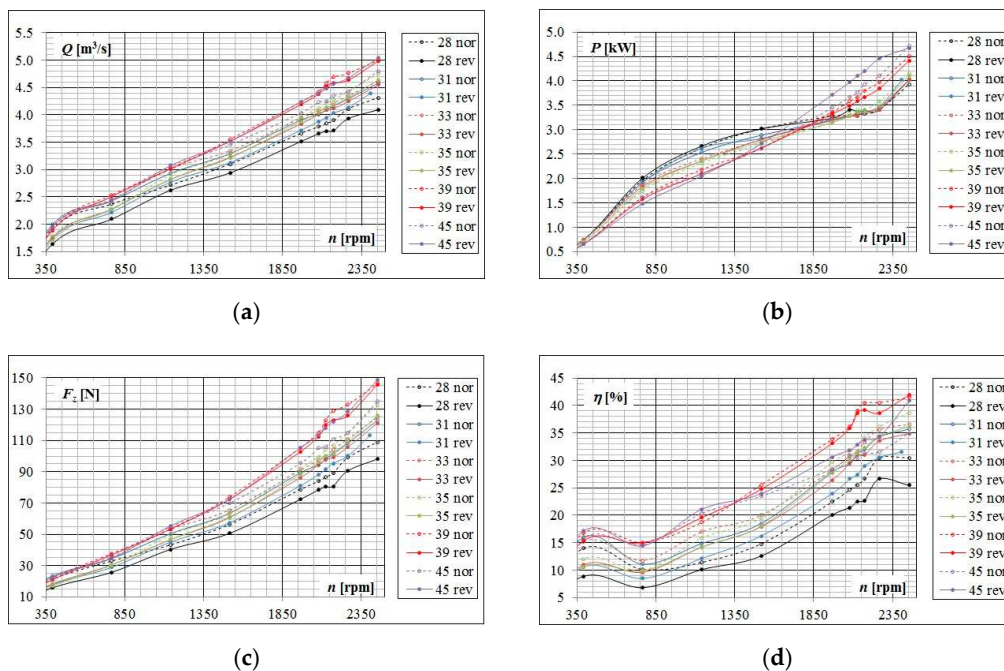 Q [m³/s]
5.5
5.0
4.5
4.0
3.5
3.0
2.5
2.0
1.5
n [rpm]
350 850 1350 1850 2350
28 nor
28 rev
31 nor
31 rev
33 nor
33 rev
35 nor
35 rev
39 nor
39 rev
45 nor
45 rev
(a)
P [kW]
5.0
4.5
4.0
3.5
3.0
2.5
2.0
1.5
1.0
0.5
n [rpm]
350 850 1350 1850 2350
28 nor
28 rev
31 nor
31 rev
33 nor
33 rev
35 nor
35 rev
39 nor
39 rev
45 nor
45 rev
(b)
F_z [N]
150
130
110
90
70
50
30
10
n [rpm]
350 850 1350 1850 2350
28 nor
28 rev
31 nor
31 rev
33 nor
33 rev
35 nor
35 rev
39 nor
39 rev
45 nor
45 rev
(c)
η [%]
45
40
35
30
25
20
15
10
5
n [rpm]
350 850 1350 1850 2350
28 nor
28 rev
31 nor
31 rev
33 nor
33 rev
35 nor
35 rev
39 nor
39 rev
45 nor
45 rev
(d)